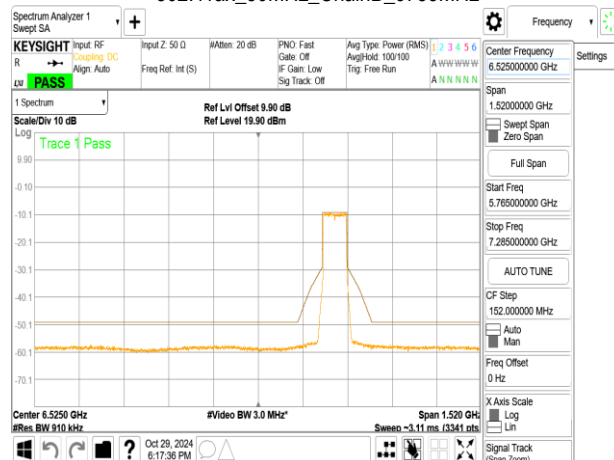 Spectrum Analyzer 1
Swept SA
Frequency
Settings
KEYSIGHT
R
LXI
PASS
Input: RF
Coupling: DC
Align: Auto
Input Z: 50 Ω
Freq Ref: Int (S)
#Atten: 20 dB
PNO: Fast
Gate: Off
IF Gain: Low
Sig Track: Off
Avg Type: Power (RMS)
Avg|Hold: 100/100
Trig: Free Run
1 2 3 4 5 6
A W W W W W
A N N N N N
1 Spectrum
Scale/Div 10 dB
Ref Lvl Offset 9.90 dB
Ref Level 19.90 dBm
Log
Trace 1 Pass
9.90
-0.10
-10.1
-20.1
-30.1
-40.1
-50.1
-60.1
-70.1
Center 6.5250 GHz
#Res BW 910 kHz
#Video BW 3.0 MHz*
Span 1.520 GHz
Sweep ~3.11 ms (3341 pts
Oct 29, 2024
6:17:36 PM
Center Frequency
6.525000000 GHz
Span
1.52000000 GHz
Swept Span
Zero Span
Full Span
Start Freq
5.765000000 GHz
Stop Freq
7.285000000 GHz
AUTO TUNE
CF Step
152.000000 MHz
Auto
Man
Freq Offset
0 Hz
X Axis Scale
Log
Lin
Signal Track
(Span Zoom)